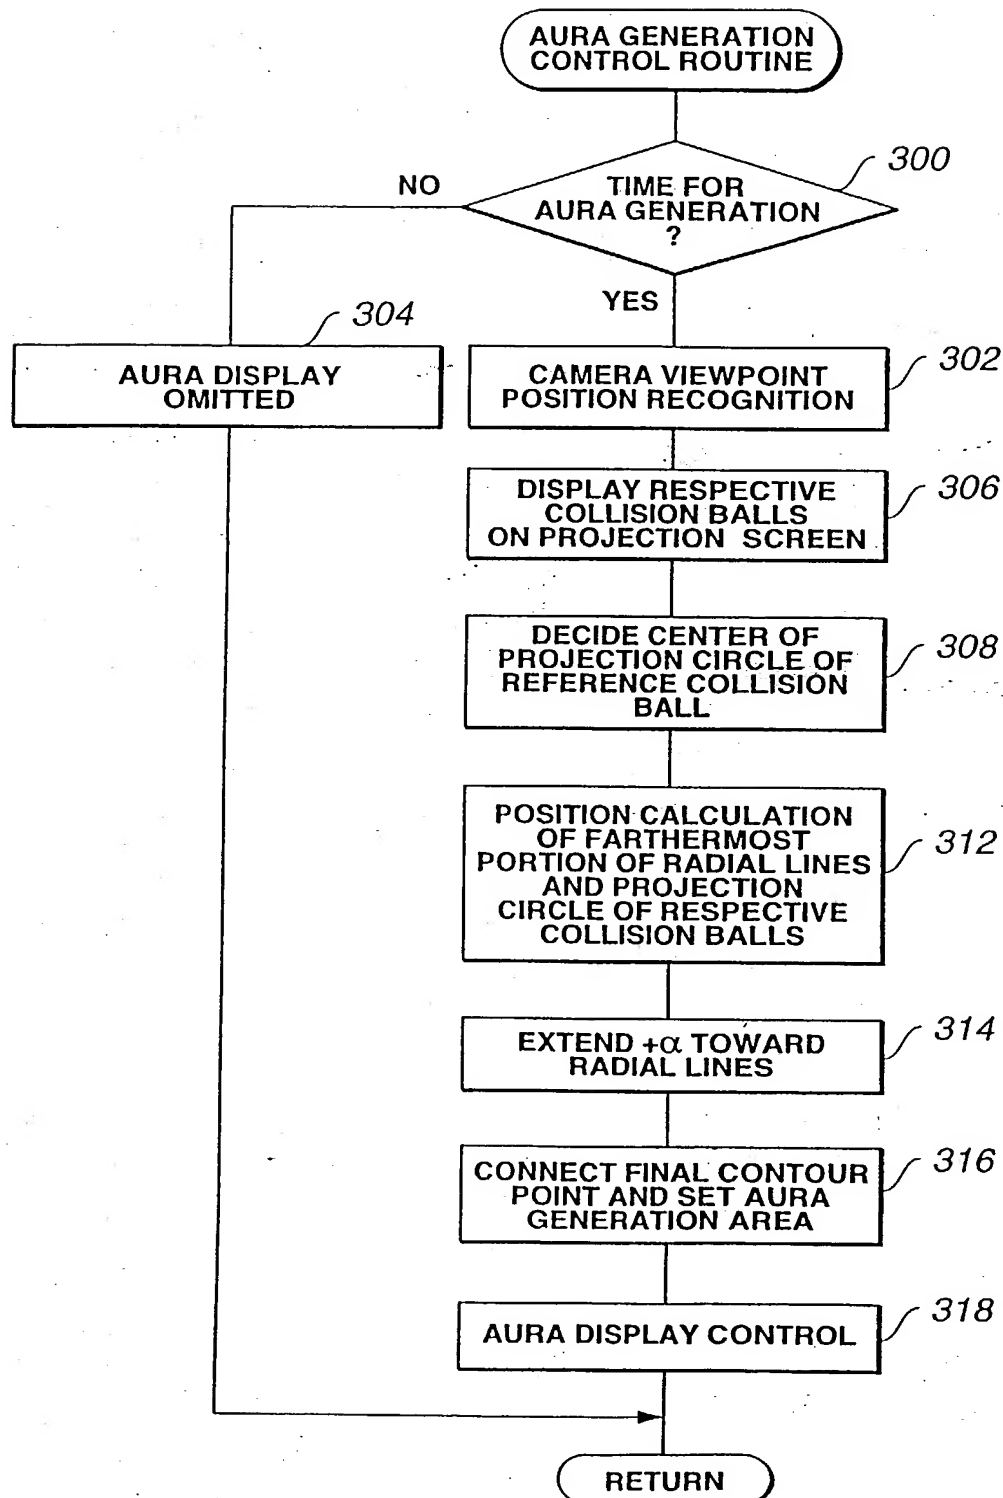 AURA GENERATION
CONTROL ROUTINE
300
NO
TIME FOR
AURA GENERATION
?
YES
304
AURA DISPLAY
OMITTED
302
CAMERA VIEWPOINT
POSITION RECOGNITION
306
DISPLAY RESPECTIVE
COLLISION BALLS
ON PROJECTION SCREEN
308
DECIDE CENTER OF
PROJECTION CIRCLE OF
REFERENCE COLLISION
BALL
312
POSITION CALCULATION
OF FARTHERMOST
PORTION OF RADIAL LINES
AND PROJECTION
CIRCLE OF RESPECTIVE
COLLISION BALLS
314
EXTEND +α TOWARD
RADIAL LINES
316
CONNECT FINAL CONTOUR
POINT AND SET AURA
GENERATION AREA
318
AURA DISPLAY CONTROL
RETURN